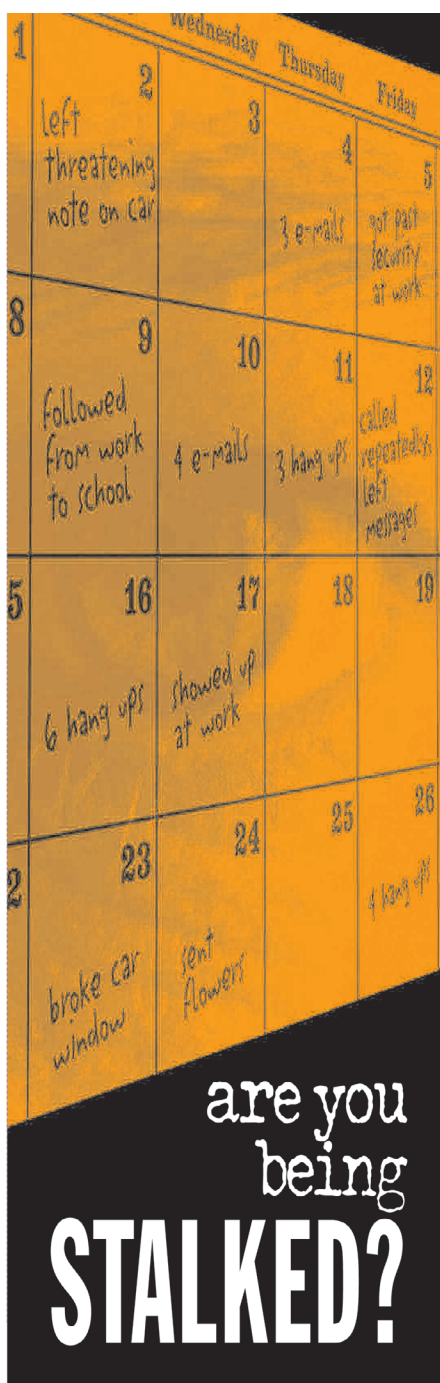 Wednesday
Thursday
Friday
1
2
left
threatening
note on car
3
4
3 e-mails
5
got past
security
at work
8
9
followed
from work
to school
10
4 e-mails
11
3 hang ups
12
called
repeatedly,
left
messages
5
16
6 hang ups
17
showed up
at work
18
19
2
23
broke car
window
24
sent
flowers
25
26
4 hang ups
are you
being
STALKED?